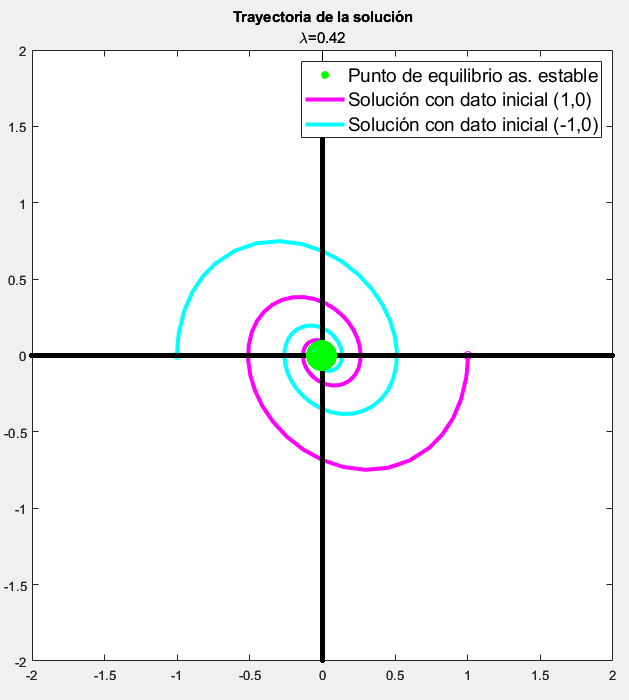 Trayectoria de la solución
λ=0.42
Punto de equilibrio as. estable
Solución con dato inicial (1,0)
Solución con dato inicial (-1,0)
2
1.5
1
0.5
0
-0.5
-1
-1.5
-2
-2 -1.5 -1 -0.5 0 0.5 1 1.5 2